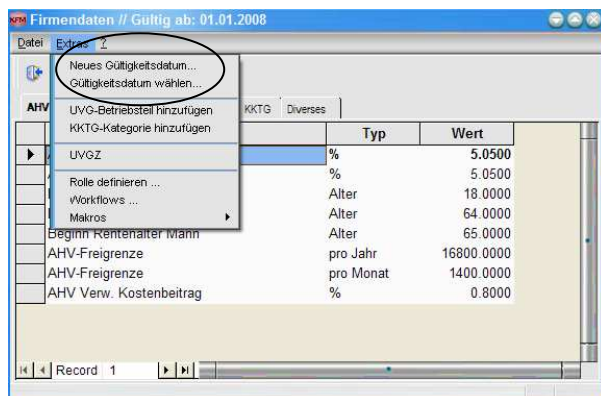 KFM Firmendaten // Gültig ab: 01.01.2008
Datei Extras ?
Neues Gültigkeitsdatum...
Gültigkeitsdatum wählen...
UVG-Betriebsteil hinzufügen
KKTG-Kategorie hinzufügen
UVGZ
Rolle definieren ...
Workflows ...
Makros
AHV KKTG Diverses
Typ Wert
% 5.0500
% 5.0500
Alter 18.0000
Alter 64.0000
Beginn Rentenalter Mann Alter 65.0000
AHV-Freigrenze pro Jahr 16800.0000
AHV-Freigrenze pro Monat 1400.0000
AHV Verw. Kostenbeitrag % 0.8000
Record 1